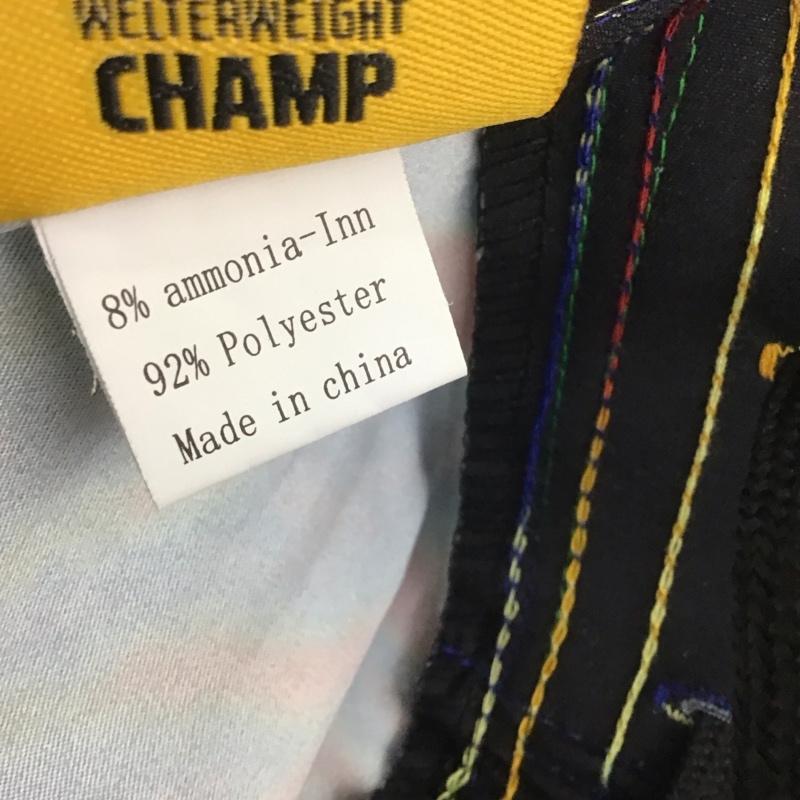 WELTERWEIGHT
CHAMP
8% ammonia-Inn
92% Polyester
Made in china